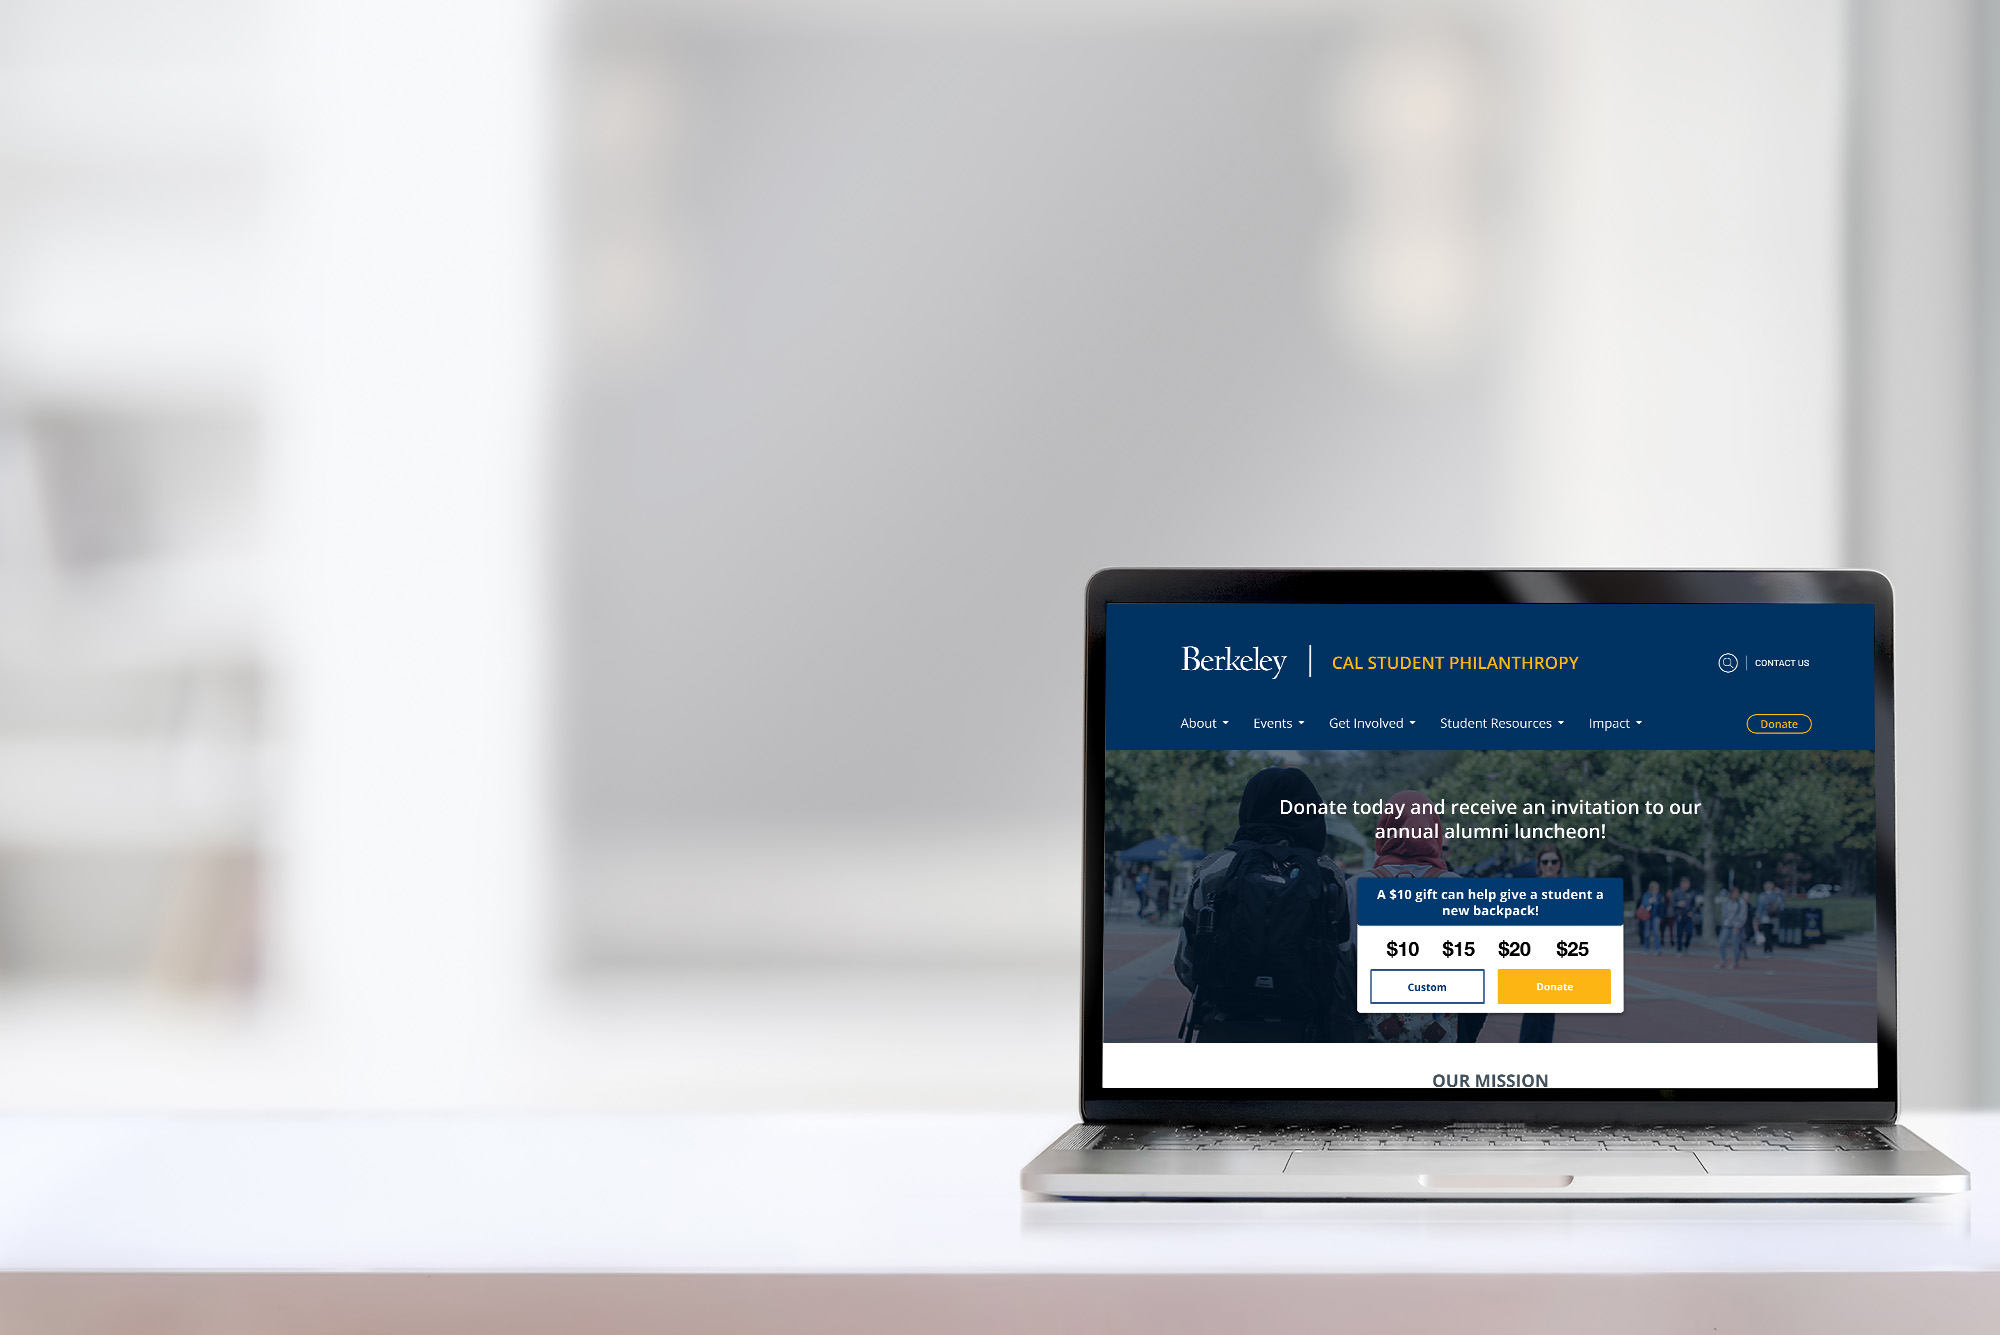 Berkeley
CAL STUDENT PHILANTHROPY
CONTACT US
About
Events
Get Involved
Student Resources
Impact
Donate
Donate today and receive an invitation to our
annual alumni luncheon!
A $10 gift can help give a student a
new backpack!
$10 $15 $20 $25
Custom
Donate
OUR MISSION